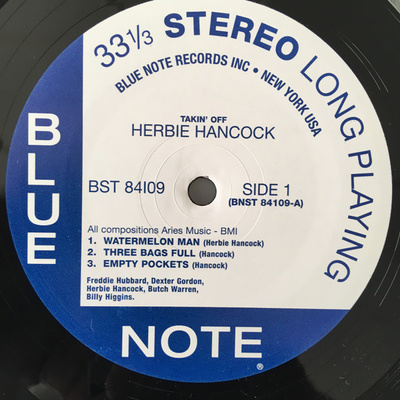 33 1/3 STEREO LONG PLAYING
BLUE NOTE RECORDS INC • NEW YORK USA
TAKIN' OFF
HERBIE HANCOCK
BST 84109 SIDE 1
(BNST 84109-A)
All compositions Aries Music - BMI
1. WATERMELON MAN (Herbie Hancock)
2. THREE BAGS FULL (Hancock)
3. EMPTY POCKETS (Hancock)
Freddie Hubbard, Dexter Gordon,
Herbie Hancock, Butch Warren,
Billy Higgins.
BLUE
NOTE ®